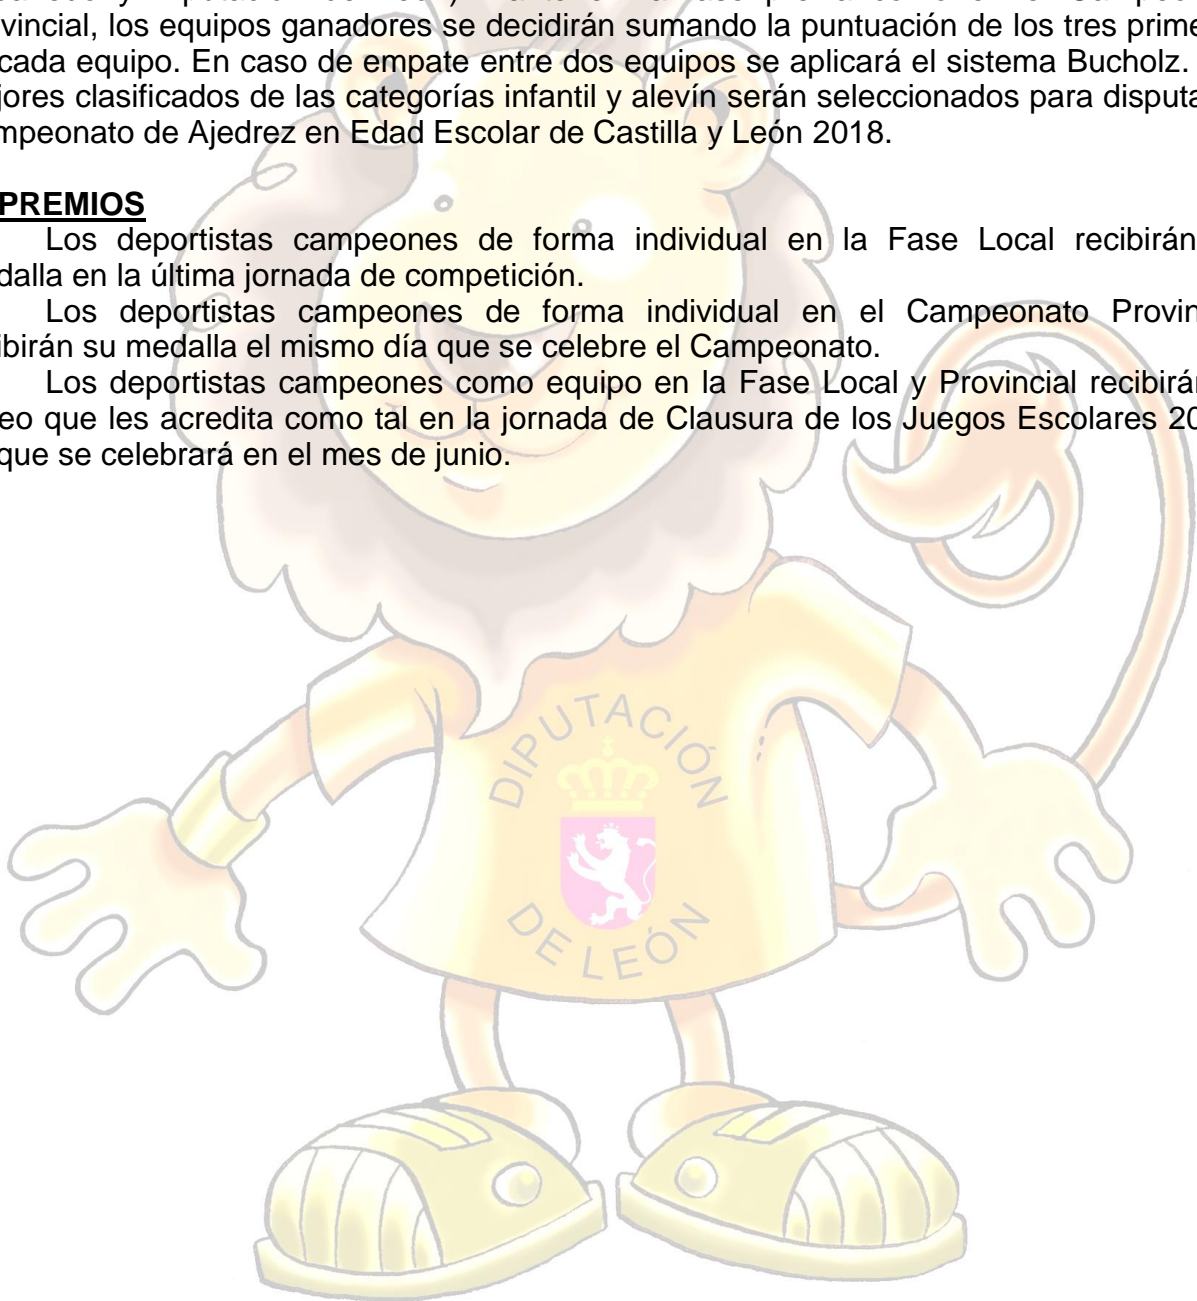 vincial, los equipos ganadores se decidirán sumando la puntuación de los tres prime
cada equipo. En caso de empate entre dos equipos se aplicará el sistema Bucholz.
jores clasificados de las categorías infantil y alevín serán seleccionados para disputa
mpeonato de Ajedrez en Edad Escolar de Castilla y León 2018.
PREMIOS
Los deportistas campeones de forma individual en la Fase Local recibirán
dalla en la última jornada de competición.
Los deportistas campeones de forma individual en el Campeonato Provin
ibirán su medalla el mismo día que se celebre el Campeonato.
Los deportistas campeones como equipo en la Fase Local y Provincial recibirán
eo que les acredita como tal en la jornada de Clausura de los Juegos Escolares 20
que se celebrará en el mes de junio.
DIPUTACIÓN
DE LEÓN